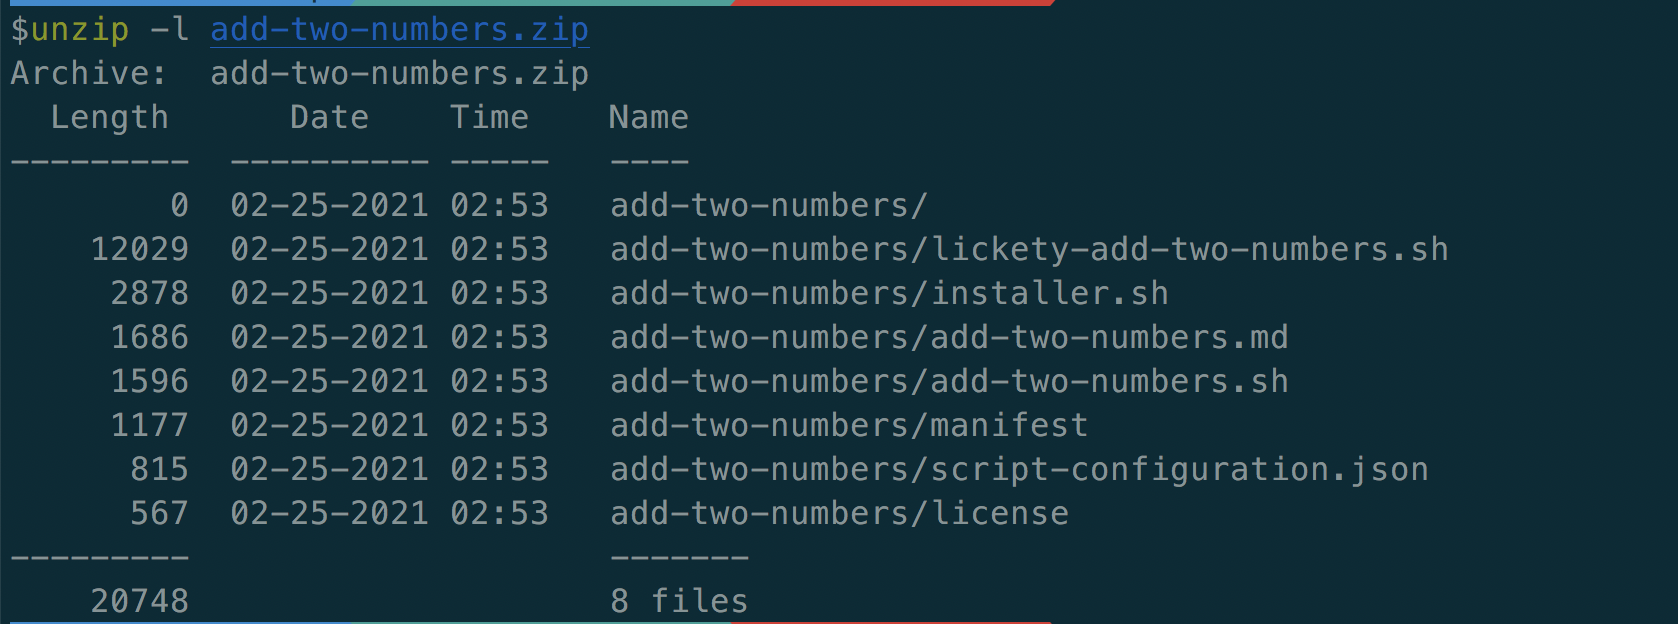 $unzip -l add-two-numbers.zip
Archive:  add-two-numbers.zip
  Length      Date    Time    Name
---------  ---------- -----   ----
        0  02-25-2021 02:53   add-two-numbers/
    12029  02-25-2021 02:53   add-two-numbers/lickety-add-two-numbers.sh
     2878  02-25-2021 02:53   add-two-numbers/installer.sh
     1686  02-25-2021 02:53   add-two-numbers/add-two-numbers.md
     1596  02-25-2021 02:53   add-two-numbers/add-two-numbers.sh
     1177  02-25-2021 02:53   add-two-numbers/manifest
      815  02-25-2021 02:53   add-two-numbers/script-configuration.json
      567  02-25-2021 02:53   add-two-numbers/license
---------                     -------
    20748                     8 files